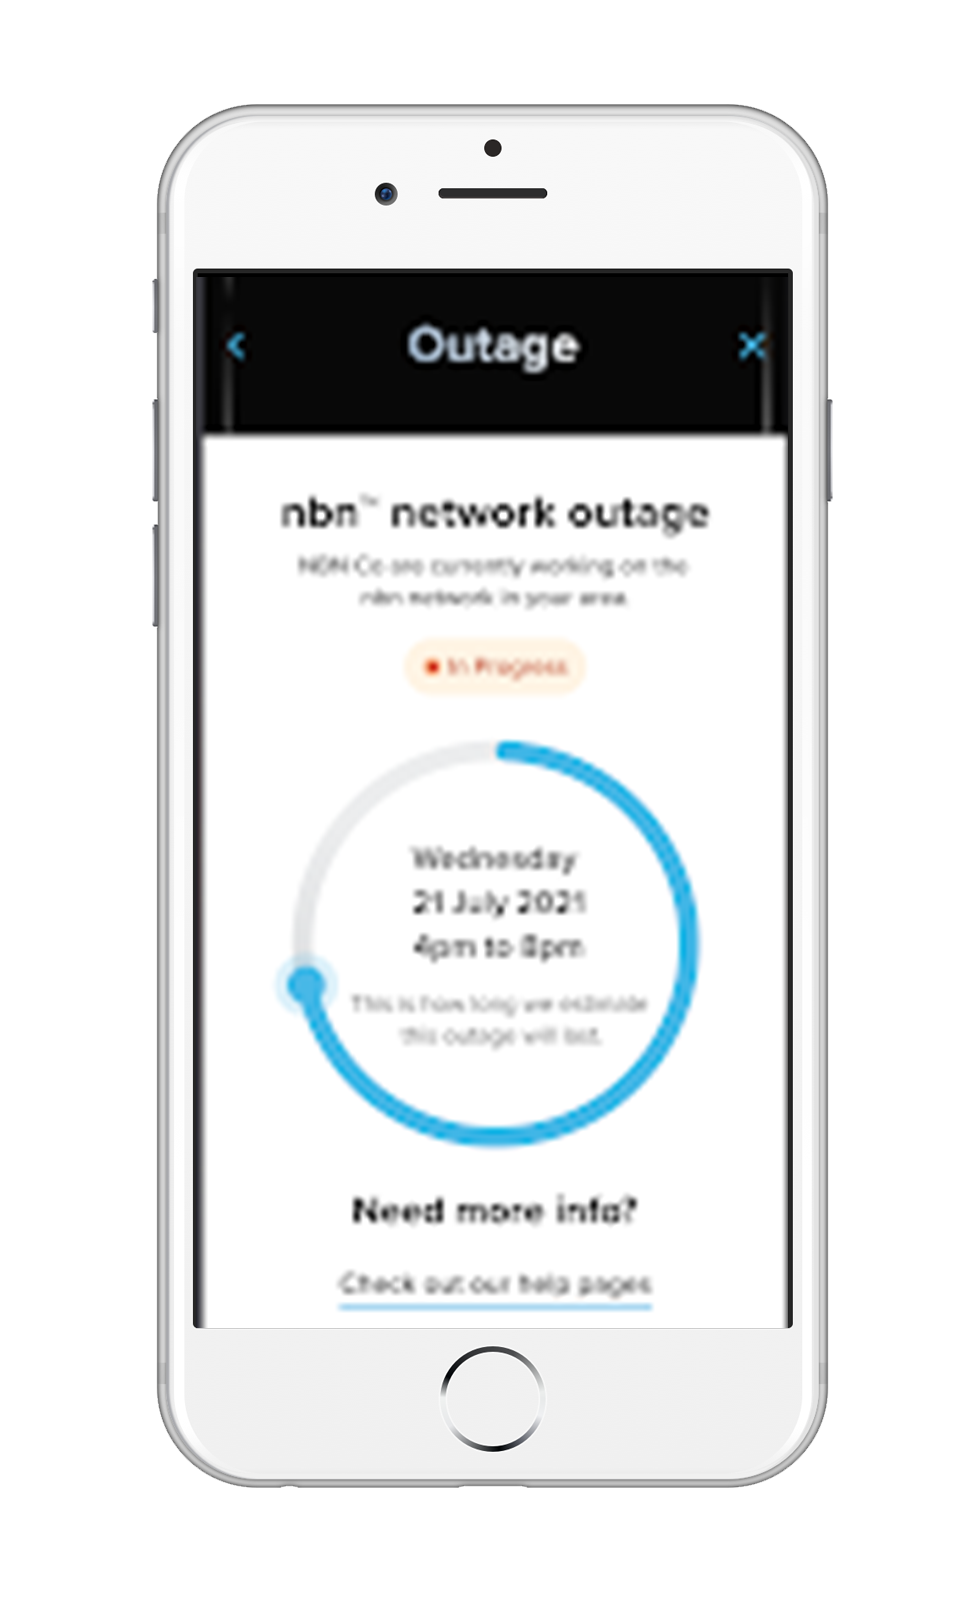 Outage
nbn™ network outage
NBN Co are currently working on the
nbn network in your area.
In Progress
Wednesday
21 July 2021
4pm to 8pm
This is how long we estimate
this outage will last.
Need more info?
Check out our help pages